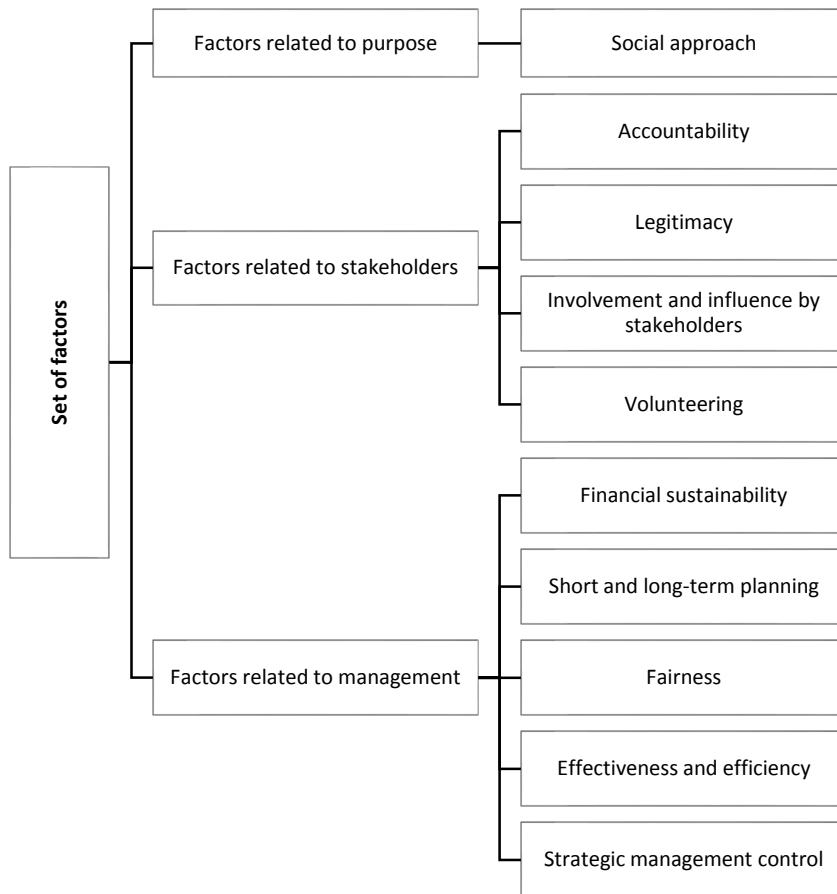 Set of factors
Factors related to purpose
Social approach
Factors related to stakeholders
Accountability
Legitimacy
Involvement and influence by
stakeholders
Volunteering
Factors related to management
Financial sustainability
Short and long-term planning
Fairness
Effectiveness and efficiency
Strategic management control